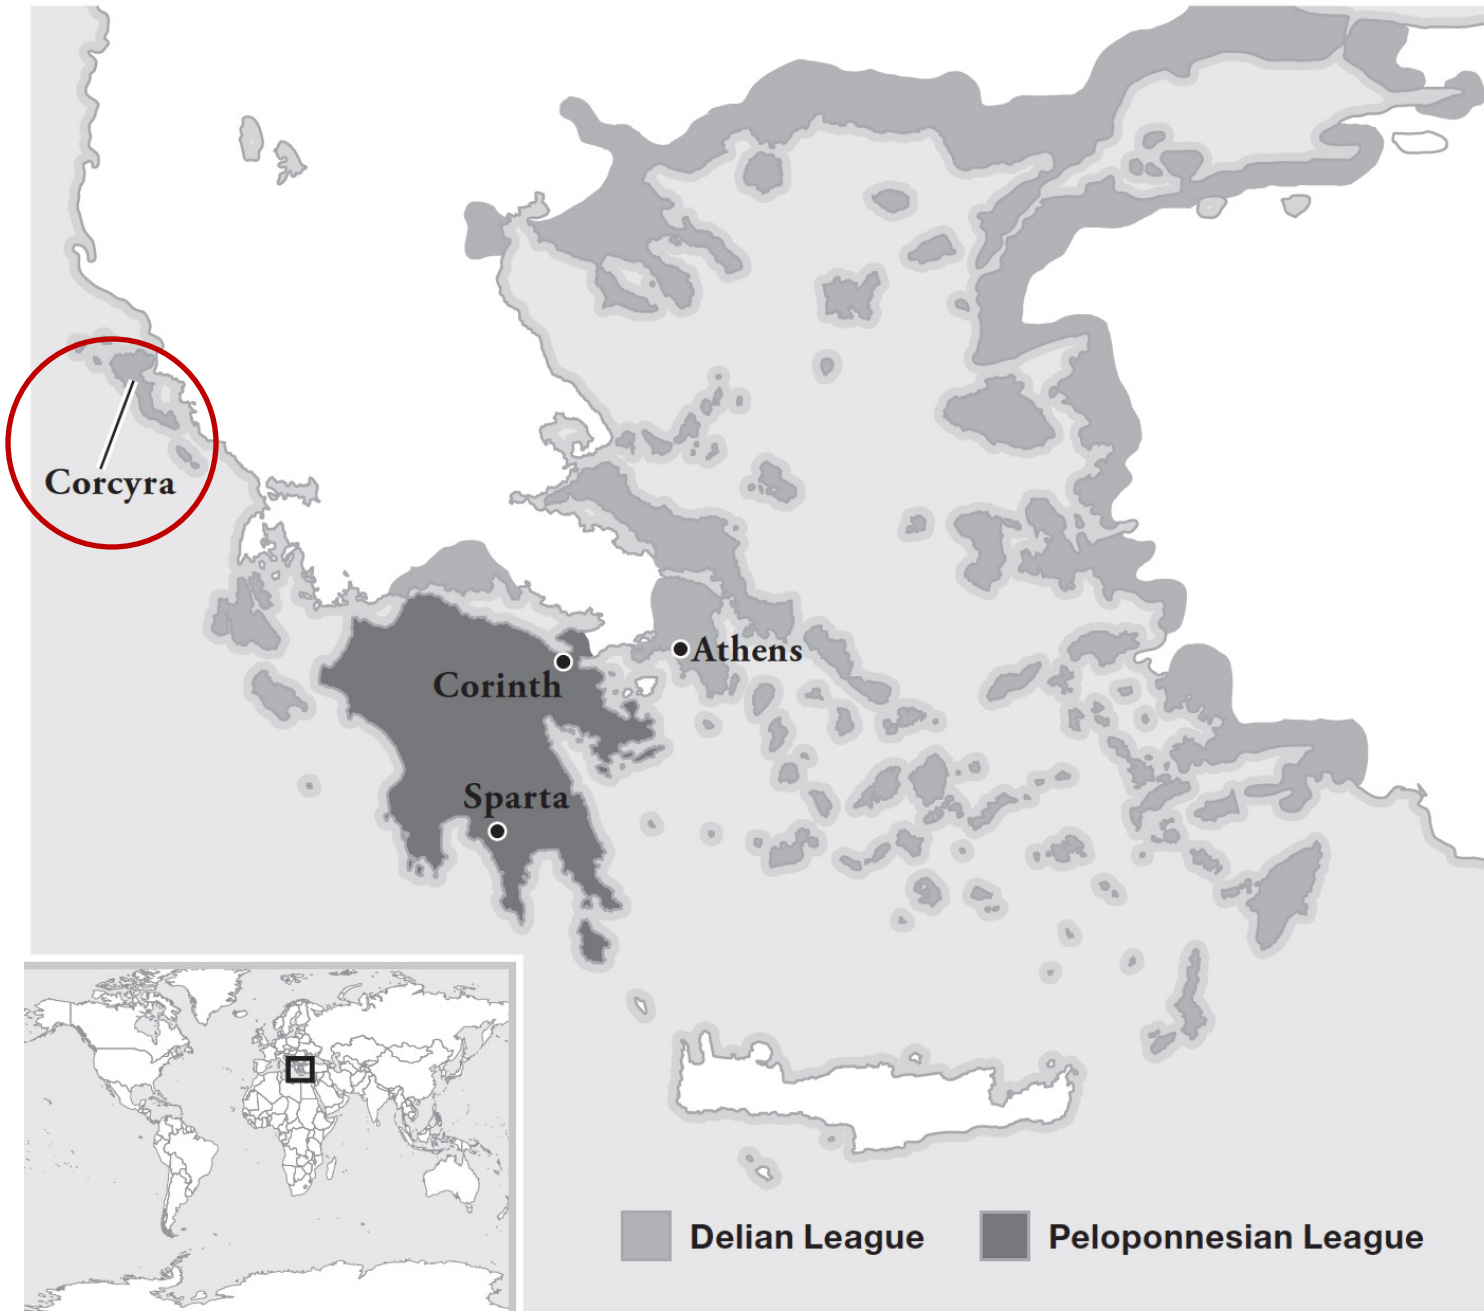 Corcyra
Athens
Corinth
Sparta
Delian League
Peloponnesian League